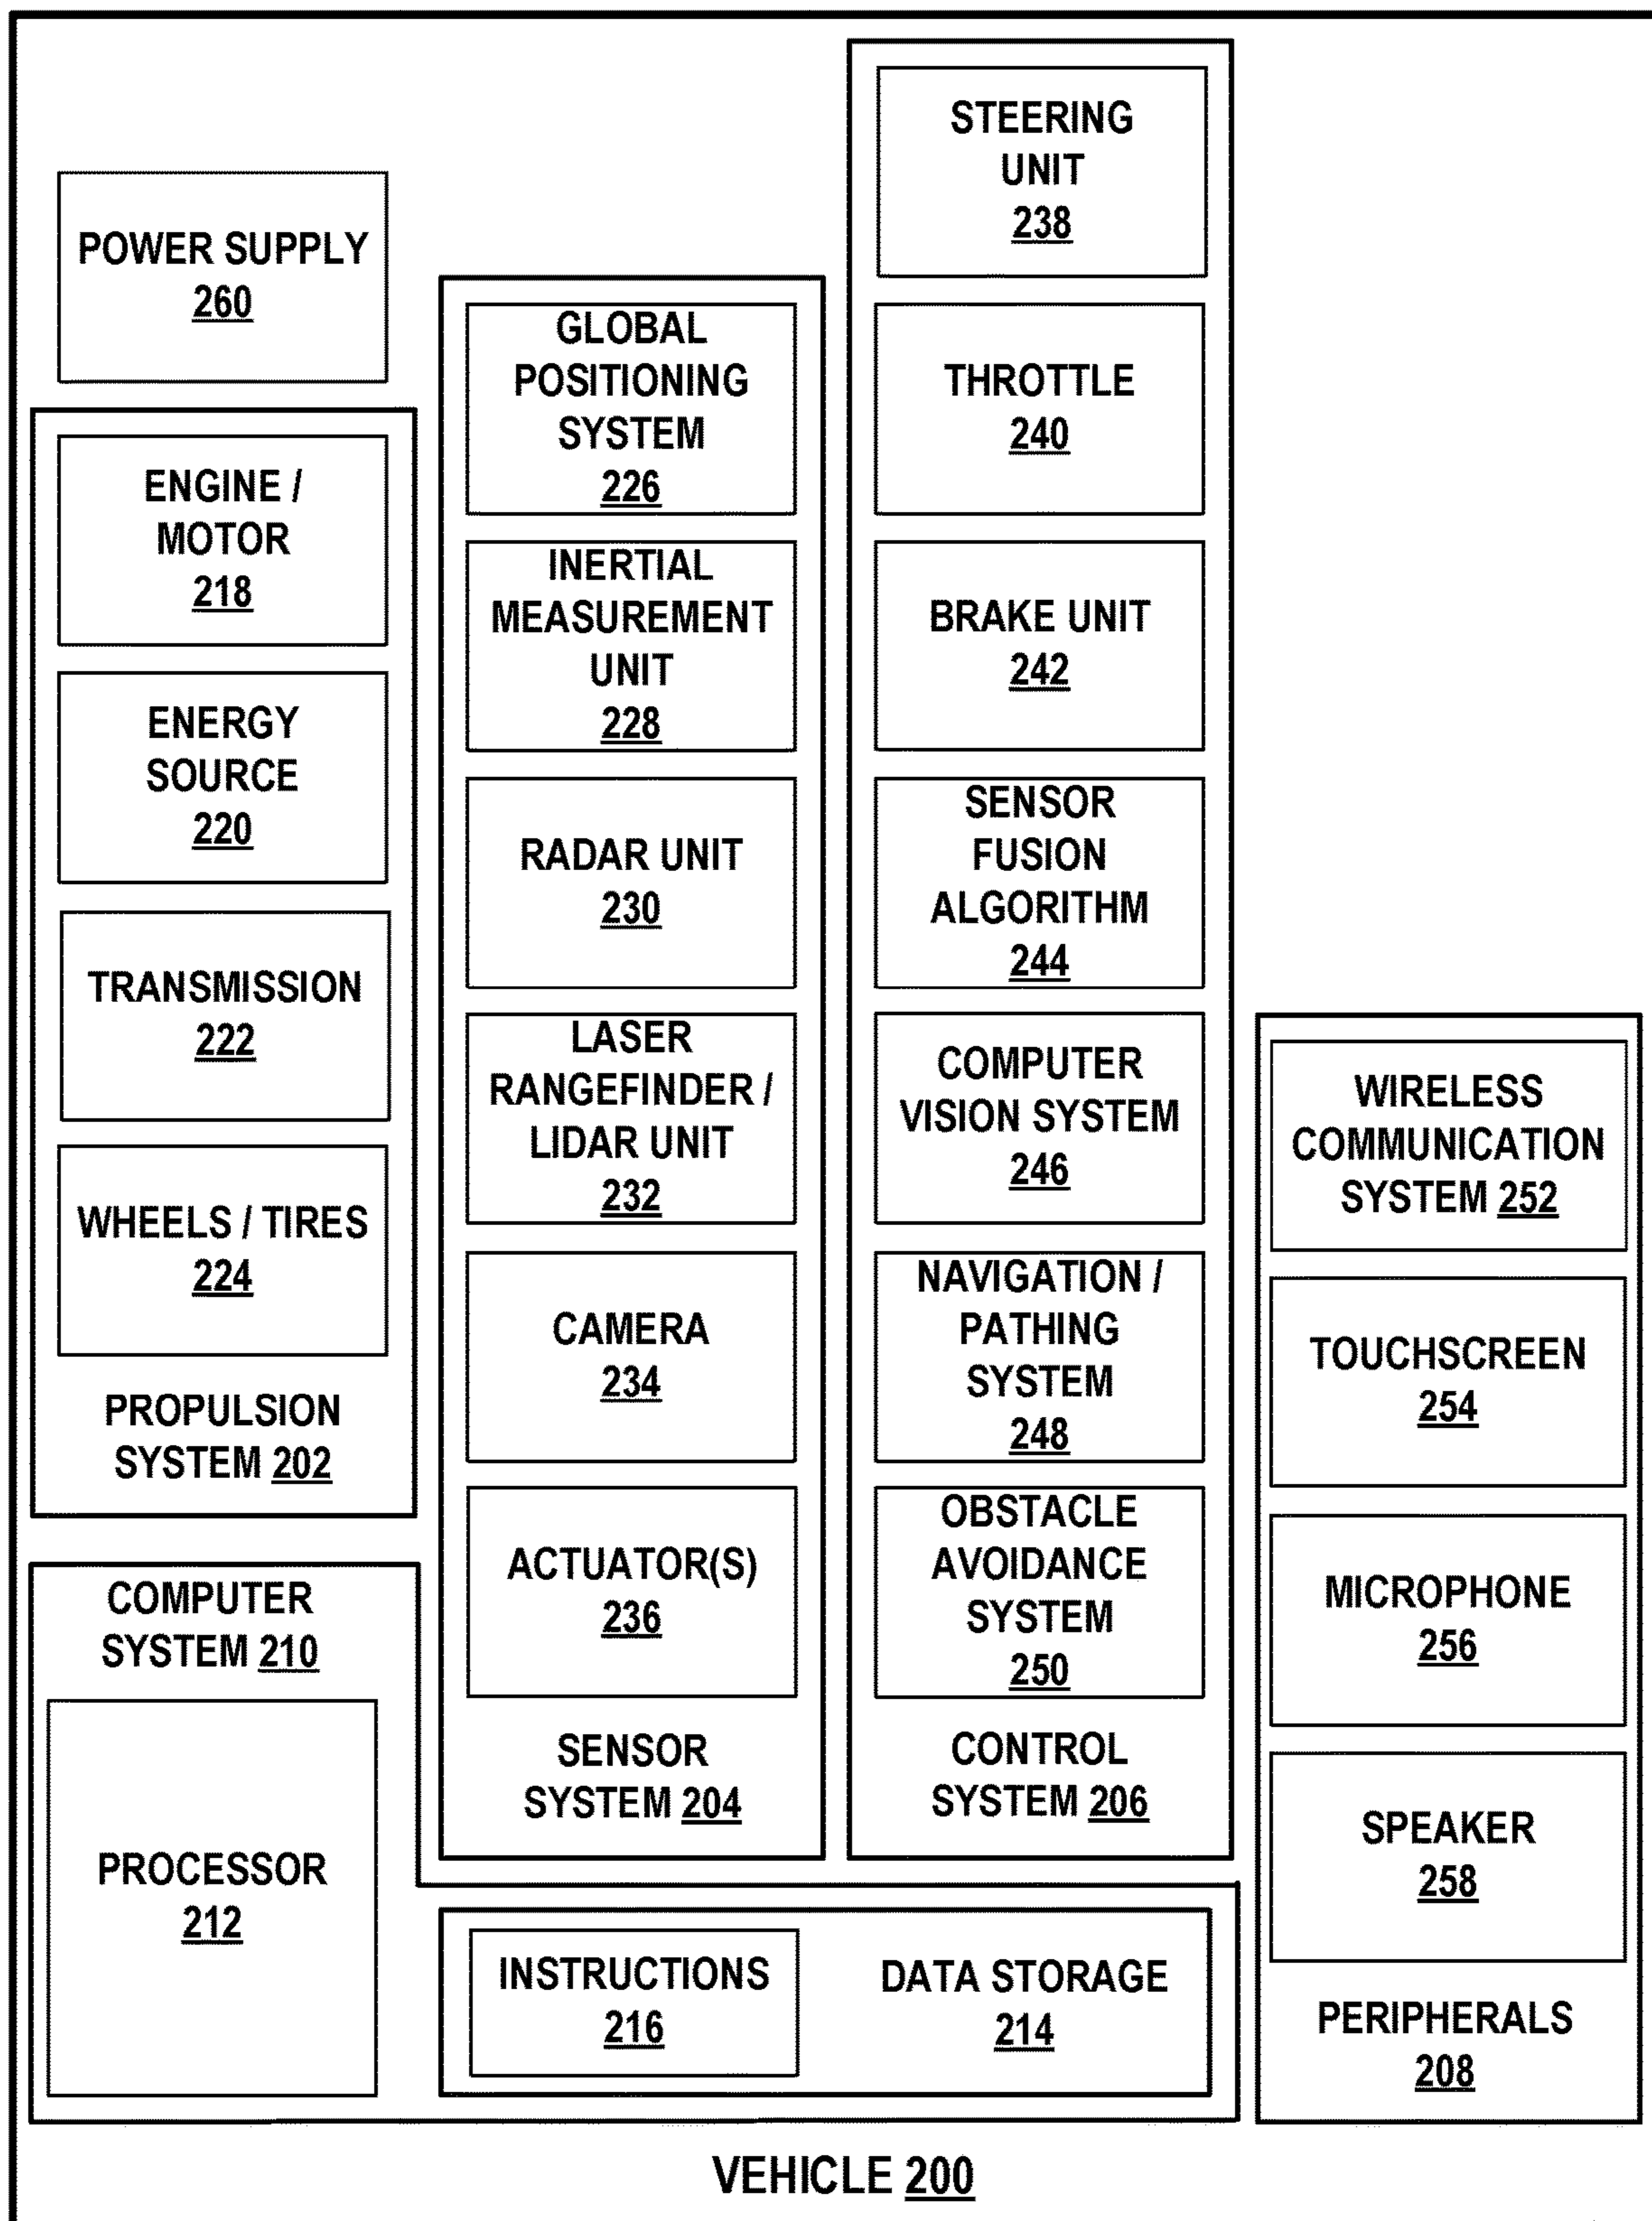 POWER SUPPLY
260
ENGINE /
MOTOR
218
ENERGY
SOURCE
220
TRANSMISSION
222
WHEELS / TIRES
224
PROPULSION
SYSTEM 202
COMPUTER
SYSTEM 210
PROCESSOR
212
GLOBAL
POSITIONING
SYSTEM
226
INERTIAL
MEASUREMENT
UNIT
228
RADAR UNIT
230
LASER
RANGEFINDER /
LIDAR UNIT
232
CAMERA
234
ACTUATOR(S)
236
SENSOR
SYSTEM 204
STEERING
UNIT
238
THROTTLE
240
BRAKE UNIT
242
SENSOR
FUSION
ALGORITHM
244
COMPUTER
VISION SYSTEM
246
NAVIGATION /
PATHING
SYSTEM
248
OBSTACLE
AVOIDANCE
SYSTEM
250
CONTROL
SYSTEM 206
INSTRUCTIONS
216
DATA STORAGE
214
WIRELESS
COMMUNICATION
SYSTEM 252
TOUCHSCREEN
254
MICROPHONE
256
SPEAKER
258
PERIPHERALS
208
VEHICLE 200